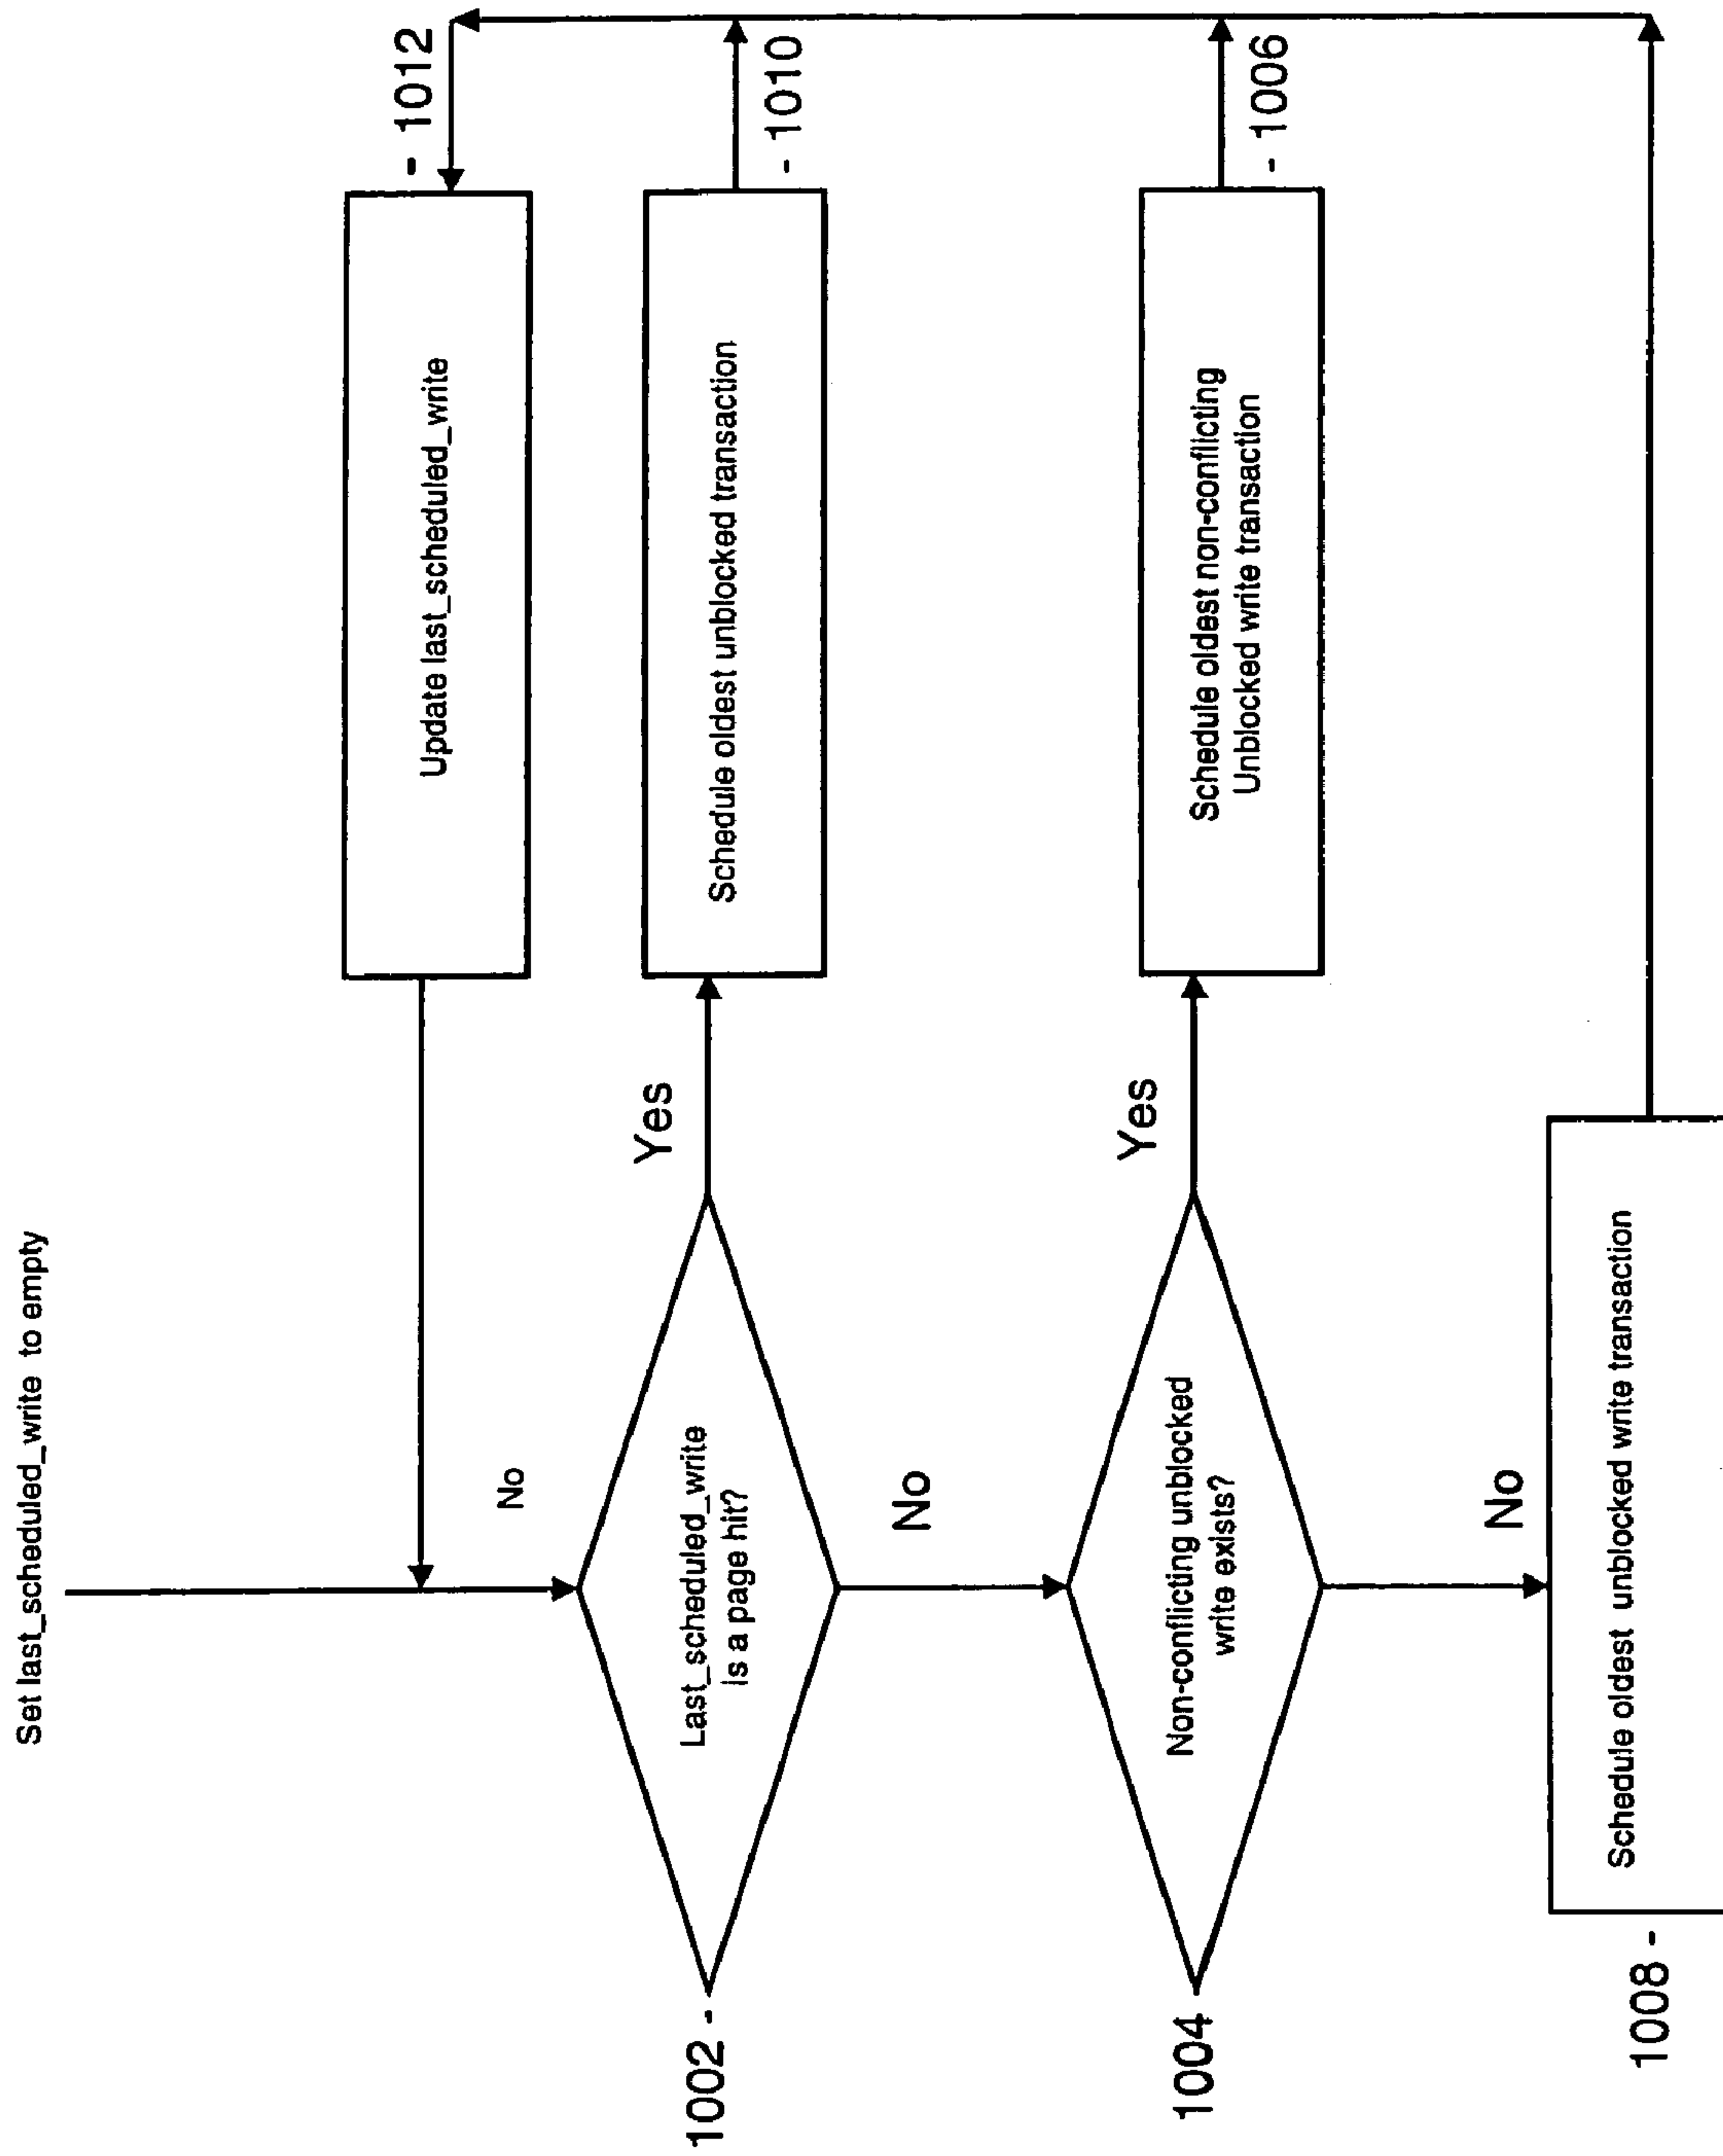 Set last_scheduled_write to empty
Update last_scheduled_write
- 1012
No
1002 -
Last_scheduled_write
is a page hit?
Yes
Schedule oldest unblocked transaction
- 1010
No
1004 -
Non-conflicting unblocked
write exists?
Yes
Schedule oldest non-conflicting
Unblocked write transaction
- 1006
No
1008 -
Schedule oldest unblocked write transaction